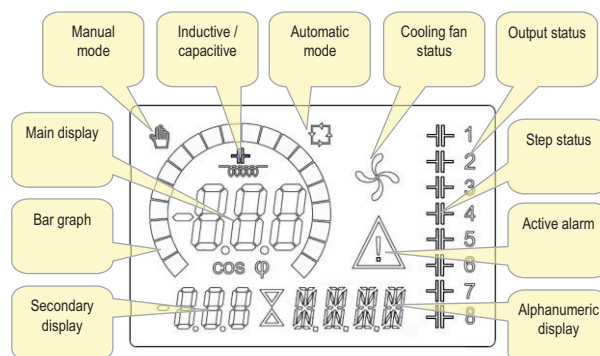 Manual
mode
Inductive /
capacitive
Automatic
mode
Cooling fan
status
Output status
Main display
Step status
Bar graph
Active alarm
Secondary
display
Alphanumeric
display
1
2
3
4
5
6
7
8
cos φ